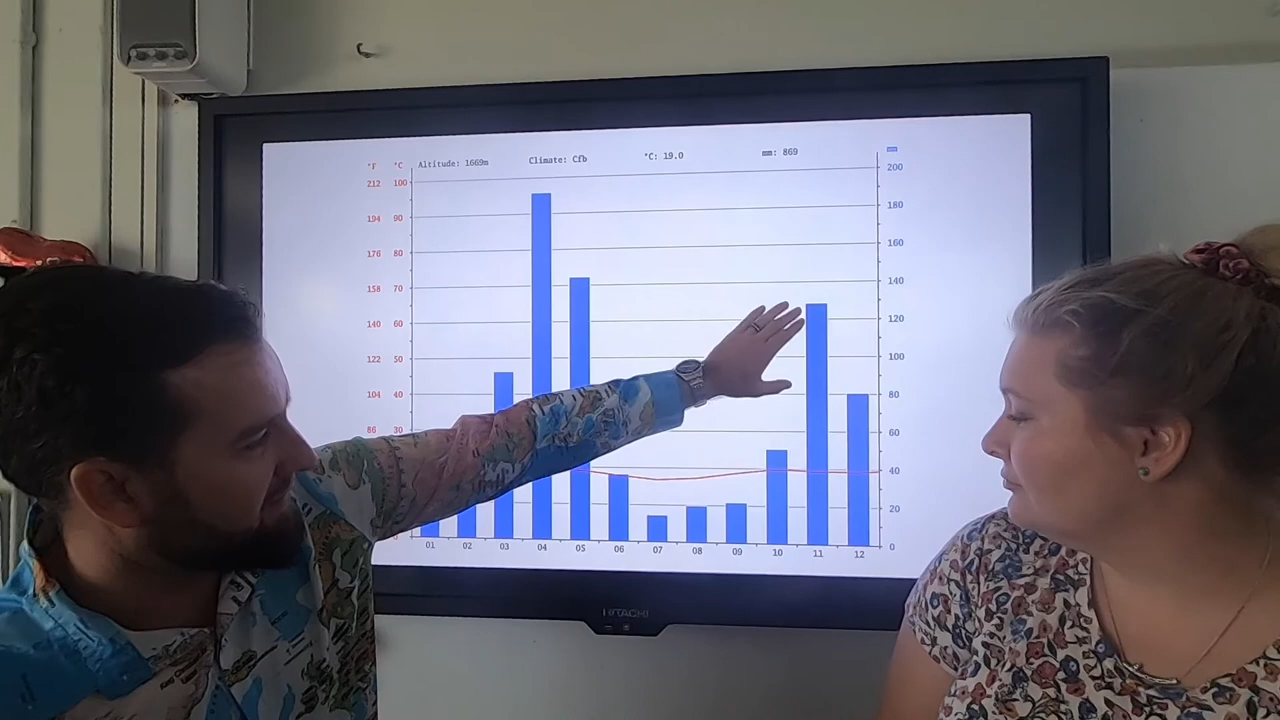 °F °C Altitude: 1669m Climate: Cfb °C: 19.0 mm: 869 mm
212 100 200
194 90 180
176 80 160
158 70 140
140 60 120
122 50 100
104 40 80
86 30 60
40
20
0
01 02 03 04 05 06 07 08 09 10 11 12
HITACHI